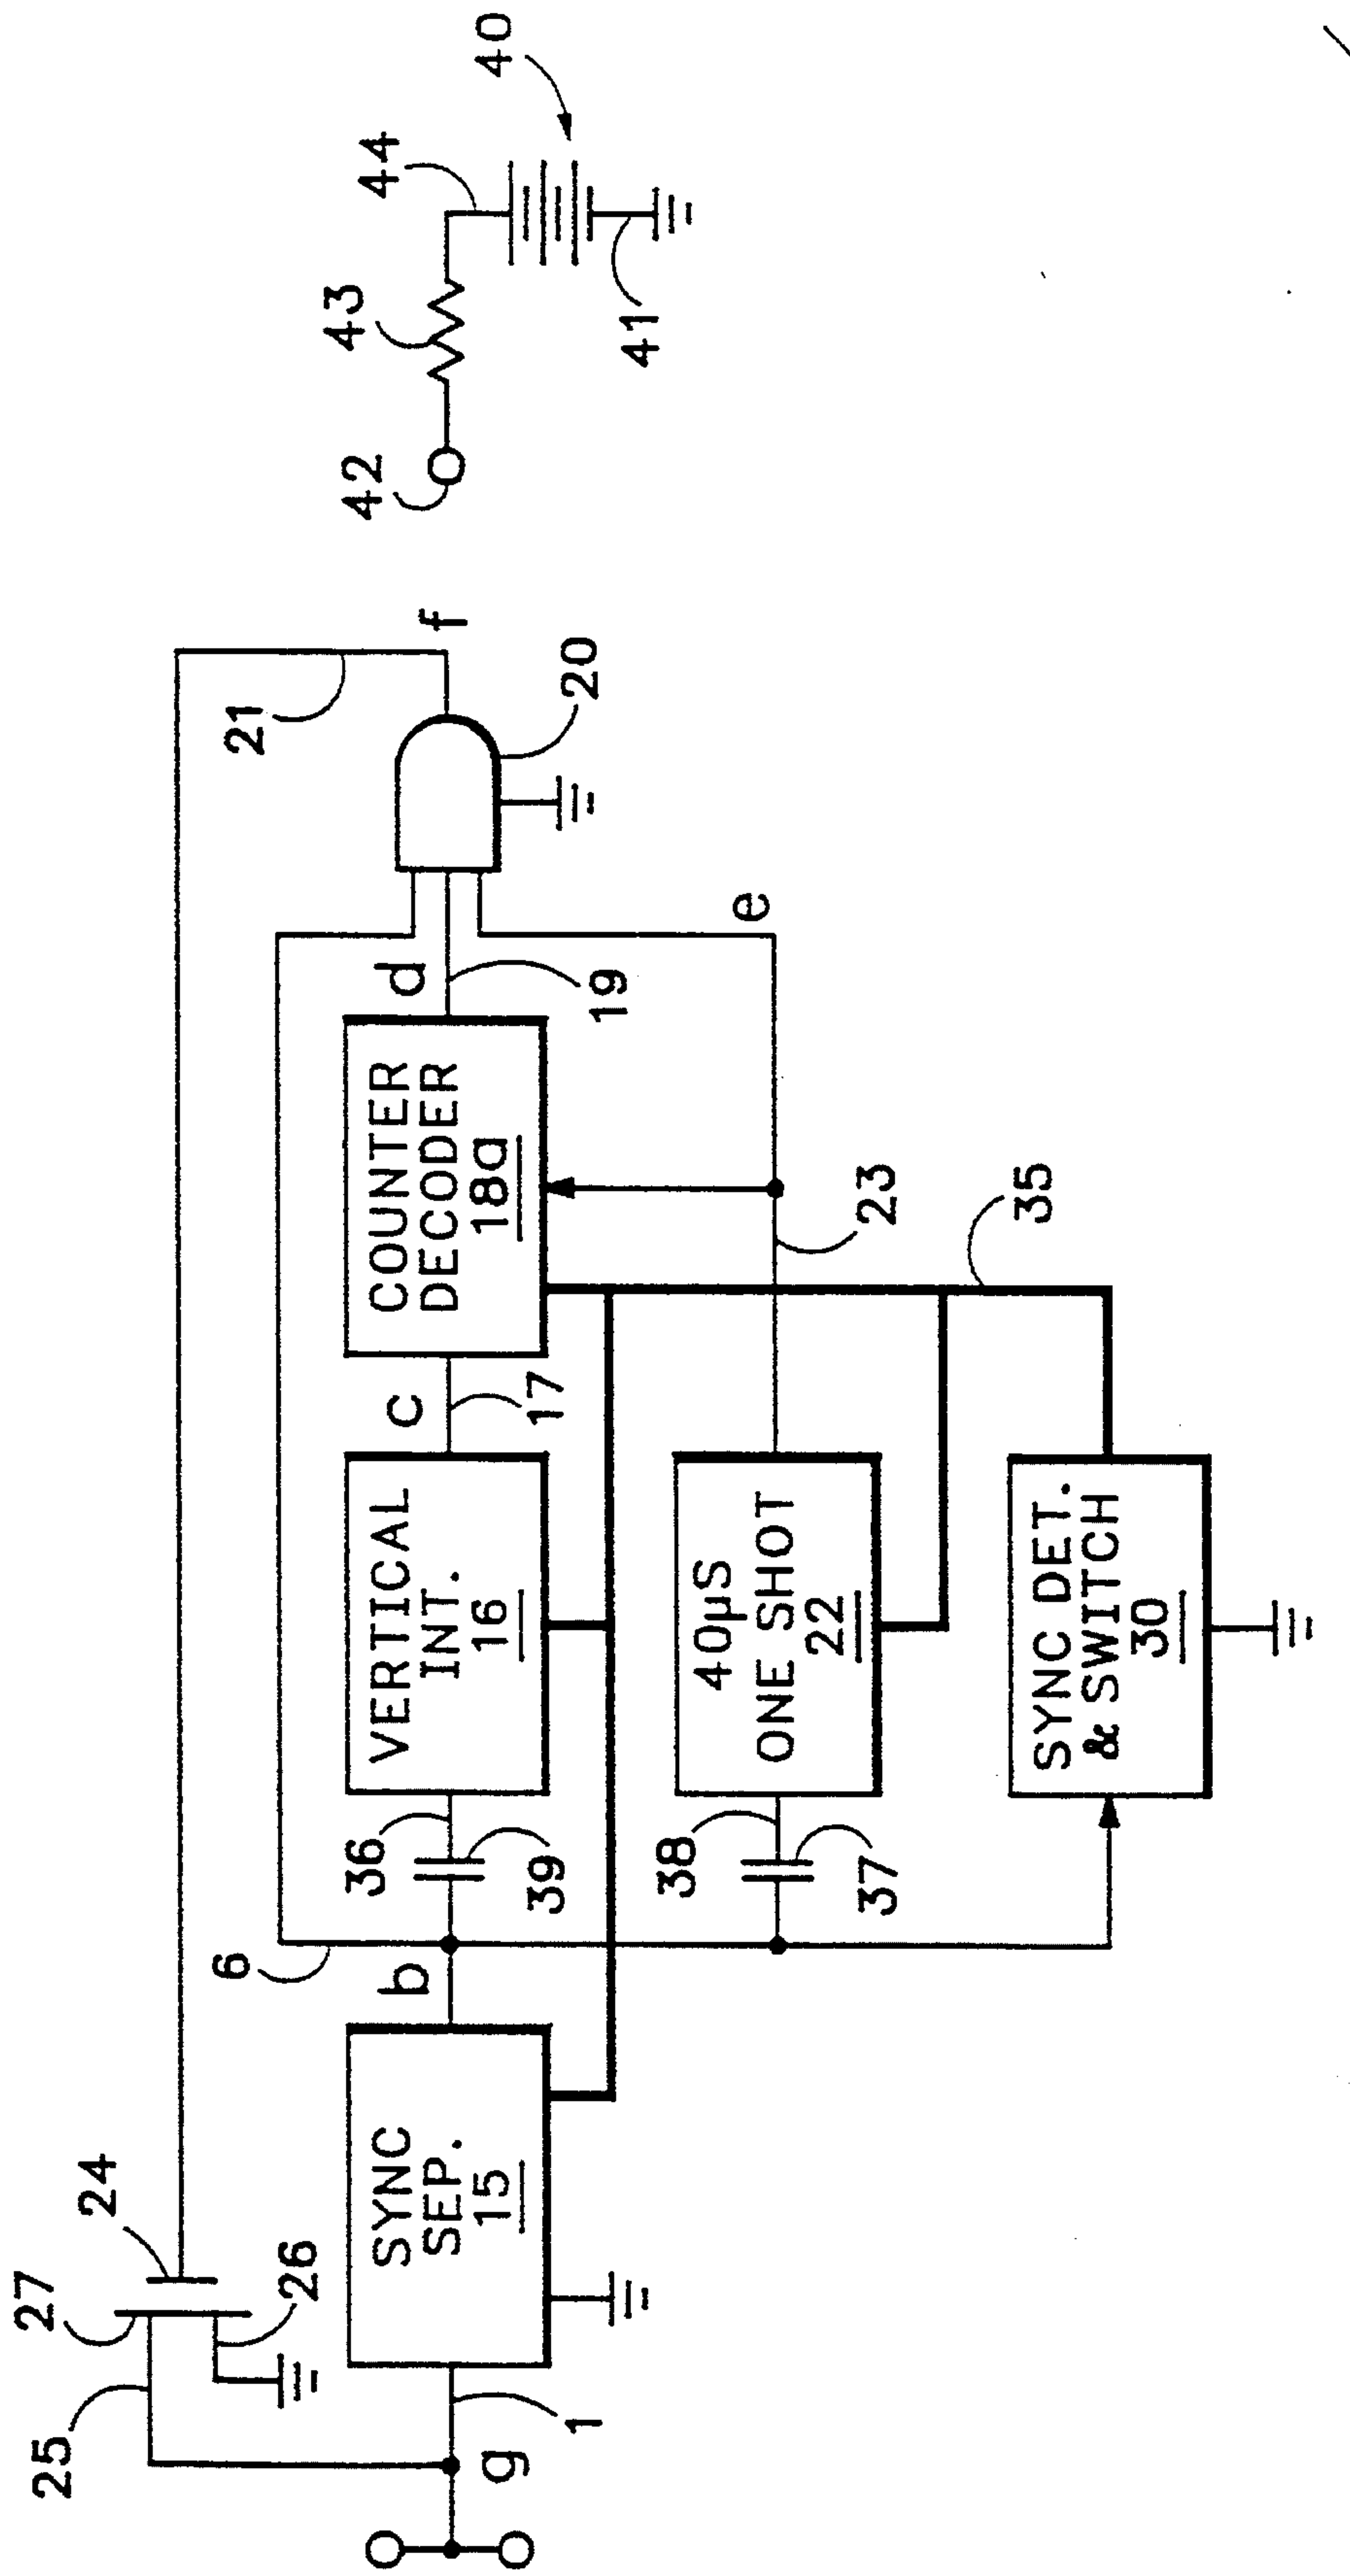 27
24
25
26
21
f
40
44
43
42
41
20
6
b
36
39
c
17
d
19
e
SYNC
SEP.
15
VERTICAL
INT.
16
COUNTER
DECODER
18a
g
1
38
37
40µS
ONE SHOT
22
23
35
SYNC DET.
& SWITCH
30